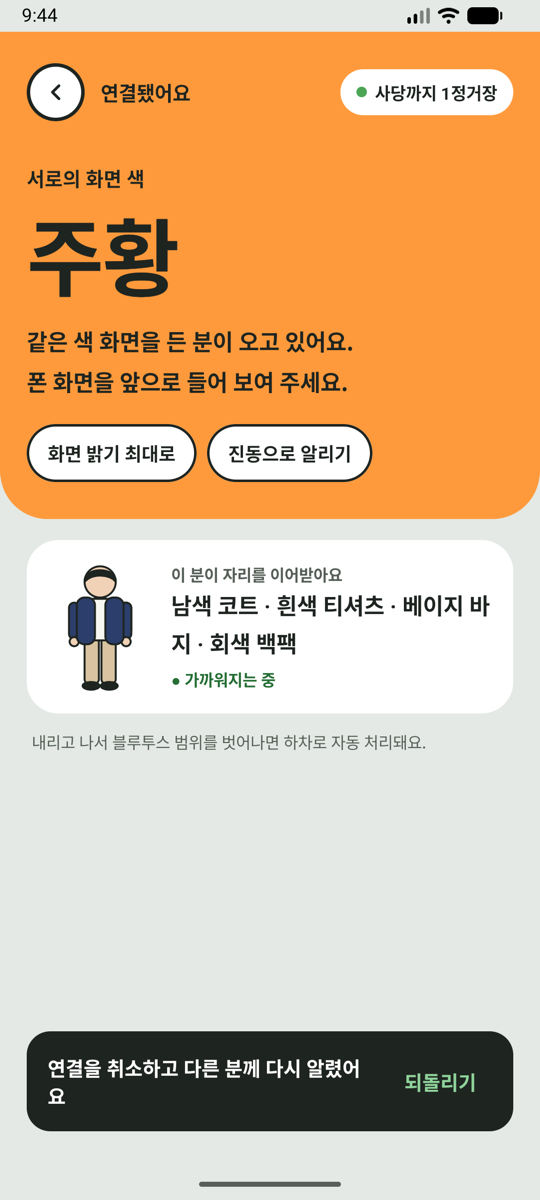 9:44
연결됐어요
사당까지 1정거장
서로의 화면 색
주황
같은 색 화면을 든 분이 오고 있어요.
폰 화면을 앞으로 들어 보여 주세요.
화면 밝기 최대로
진동으로 알리기
이 분이 자리를 이어받아요
남색 코트 · 흰색 티셔츠 · 베이지 바
지 · 회색 백팩
가까워지는 중
내리고 나서 블루투스 범위를 벗어나면 하차로 자동 처리돼요.
연결을 취소하고 다른 분께 다시 알렸어
요
되돌리기